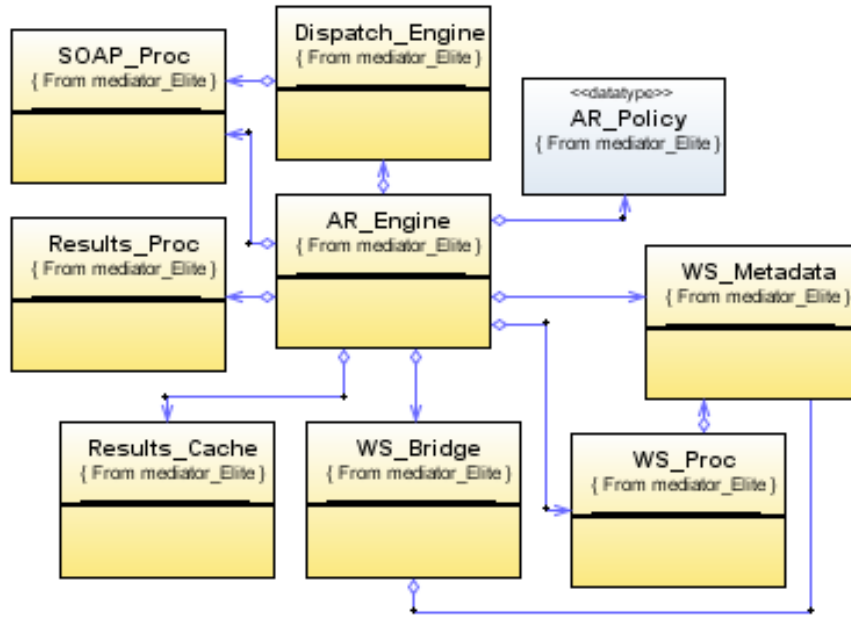 Dispatch_Engine
{ From mediator_Elite }
SOAP_Proc
{ From mediator_Elite }
<<datatype>>
AR_Policy
{ From mediator_Elite }
AR_Engine
{ From mediator_Elite }
Results_Proc
{ From mediator_Elite }
WS_Metadata
{ From mediator_Elite }
Results_Cache
{ From mediator_Elite }
WS_Bridge
{ From mediator_Elite }
WS_Proc
{ From mediator_Elite }